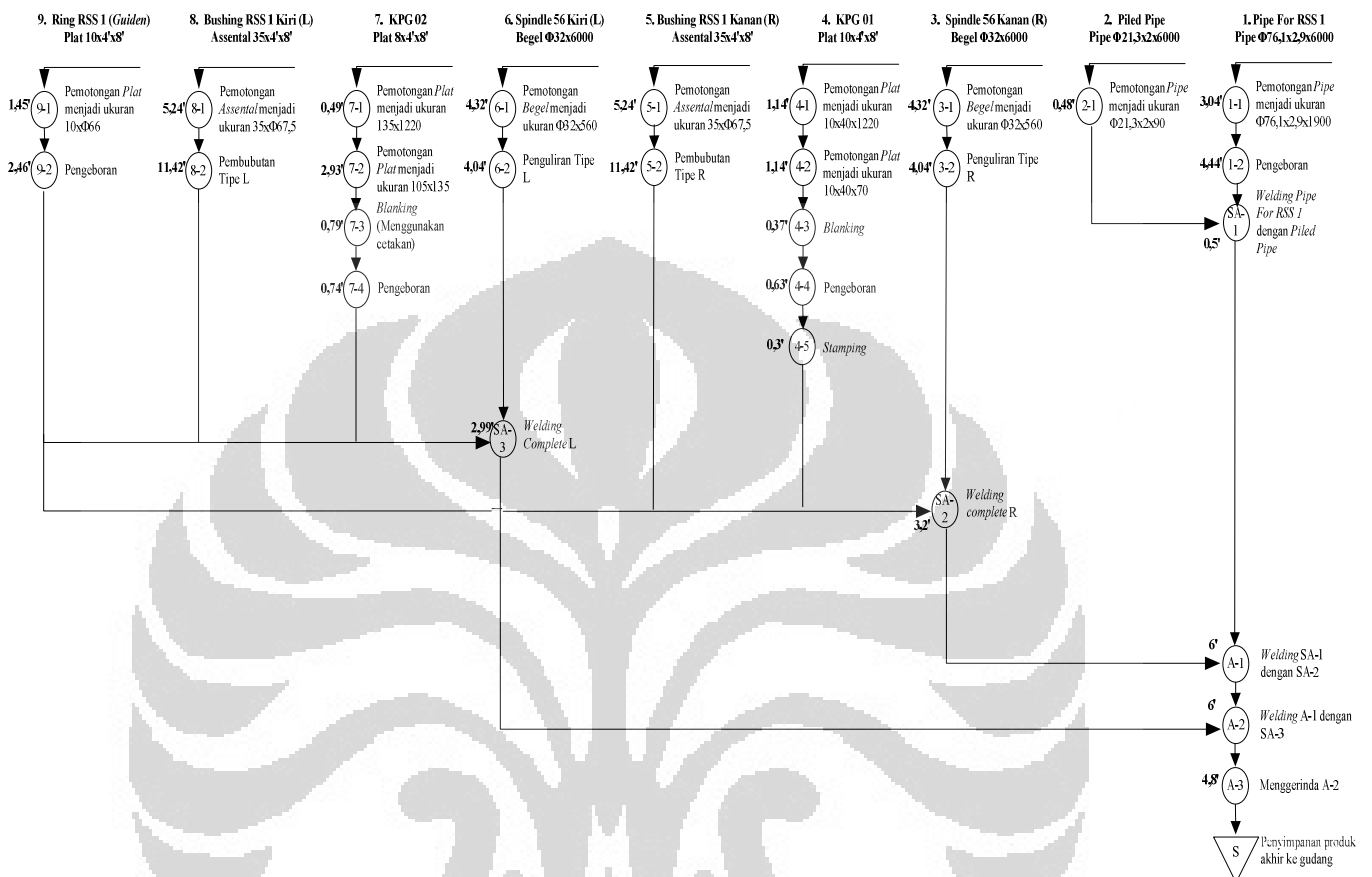 9. Ring RSS 1 (Guiden)
Plat 10x4'x8'
8. Bushing RSS 1 Kiri (L)
Assental 35x4'x8'
7. KPG 02
Plat 8x4'x8'
6. Spindle 56 Kiri (L)
Begel Φ32x6000
5. Bushing RSS 1 Kanan (R)
Assental 35x4'x8'
4. KPG 01
Plat 10x4'x8'
3. Spindle 56 Kanan (R)
Begel Φ32x6000
2. Piled Pipe
Pipe Φ21,3x2x6000
1. Pipe For RSS 1
Pipe Φ76,1x2,9x6000
1,45'
9-1
Pemotongan Plat
menjadi ukuran
10xΦ66
2,46'
9-2
Pengeboran
5,24'
8-1
Pemotongan
Assental menjadi
ukuran 35xΦ67,5
11,42'
8-2
Pembubutan
Tipe L
0,49'
7-1
Pemotongan Plat
menjadi ukuran
135x1220
2,93'
7-2
Pemotongan
Plat menjadi
ukuran 105x135
0,79'
7-3
Blanking
(Menggunakan
cetakan)
0,74'
7-4
Pengeboran
4,32'
6-1
Pemotongan
Begel menjadi
ukuran Φ32x560
4,04'
6-2
Penguliran Tipe
L
2,99'
SA-
3
Welding
Complete L
5,24'
5-1
Pemotongan
Assental menjadi
ukuran 35xΦ67,5
11,42'
5-2
Pembubutan
Tipe R
1,14'
4-1
Pemotongan Plat
menjadi ukuran
10x40x1220
1,14'
4-2
Pemotongan Plat
menjadi ukuran
10x40x70
0,37'
4-3
Blanking
0,63'
4-4
Pengeboran
0,3'
4-5
Stamping
4,32'
3-1
Pemotongan
Begel menjadi
ukuran Φ32x560
4,04'
3-2
Penguliran Tipe
R
SA-
2
3,2'
Welding
complete R
0,48'
2-1
Pemotongan Pipe
menjadi ukuran
Φ21,3x2x90
3,04'
1-1
Pemotongan Pipe
menjadi ukuran
Φ76,1x2,9x1900
4,44'
1-2
Pengeboran
SA-
1
0,5'
Welding Pipe
For RSS 1
dengan Piled
Pipe
6'
A-1
Welding SA-1
dengan SA-2
6'
A-2
Welding A-1 dengan
SA-3
4,8'
A-3
Menggerinda A-2
S
Penyimpanan produk
akhir ke gudang